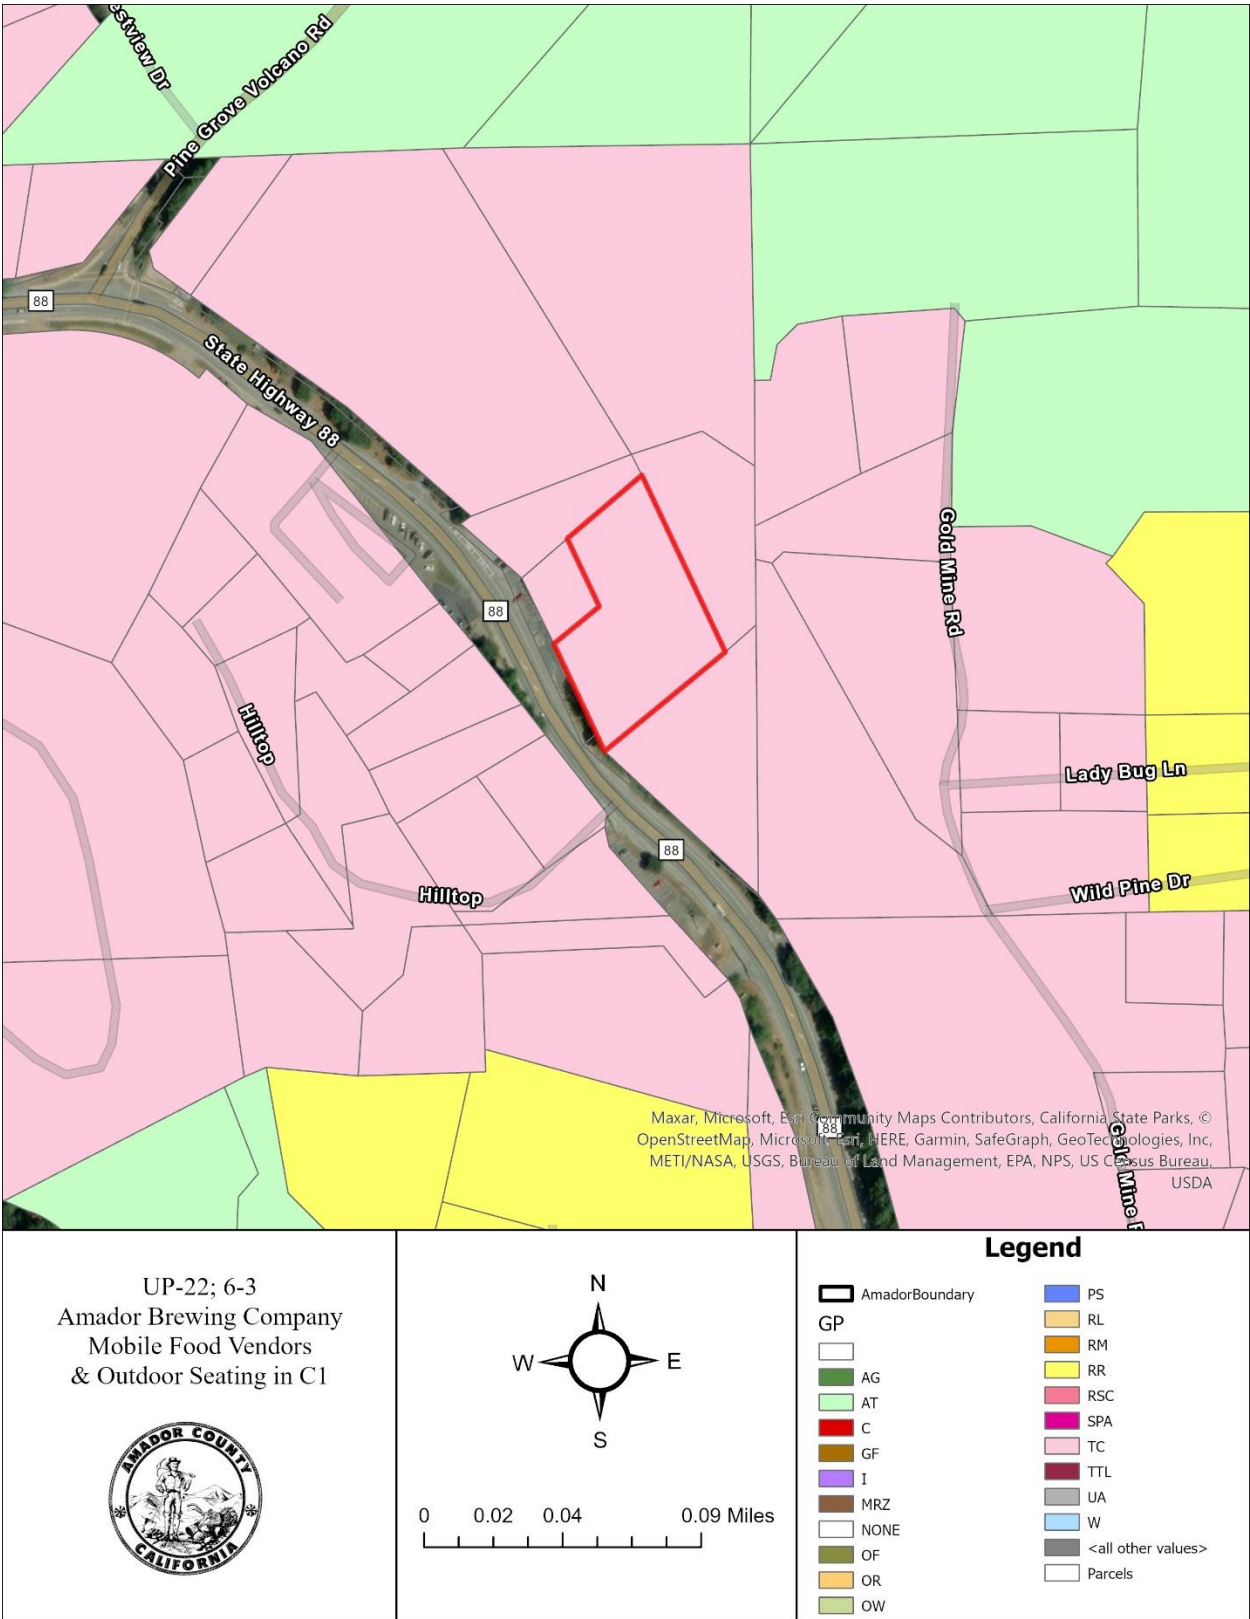 estview Dr
Pine Grove Volcano Rd
88
State Highway 88
88
Gold Mine Rd
Hilltop
Lady Bug Ln
88
Hilltop
Wild Pine Dr
Maxar, Microsoft, Esri Community Maps Contributors, California State Parks, ©
OpenStreetMap, Microsoft, Esri, HERE, Garmin, SafeGraph, GeoTechnologies, Inc,
METI/NASA, USGS, Bureau of Land Management, EPA, NPS, US Census Bureau,
USDA
88
Gold Mine R
UP-22; 6-3
Amador Brewing Company
Mobile Food Vendors
& Outdoor Seating in C1
AMADOR COUNTY
CALIFORNIA
N
W
E
S
0 0.02 0.04 0.09 Miles
Legend
AmadorBoundary
GP
AG
AT
C
GF
I
MRZ
NONE
OF
OR
OW
PS
RL
RM
RR
RSC
SPA
TC
TTL
UA
W
<all other values>
Parcels